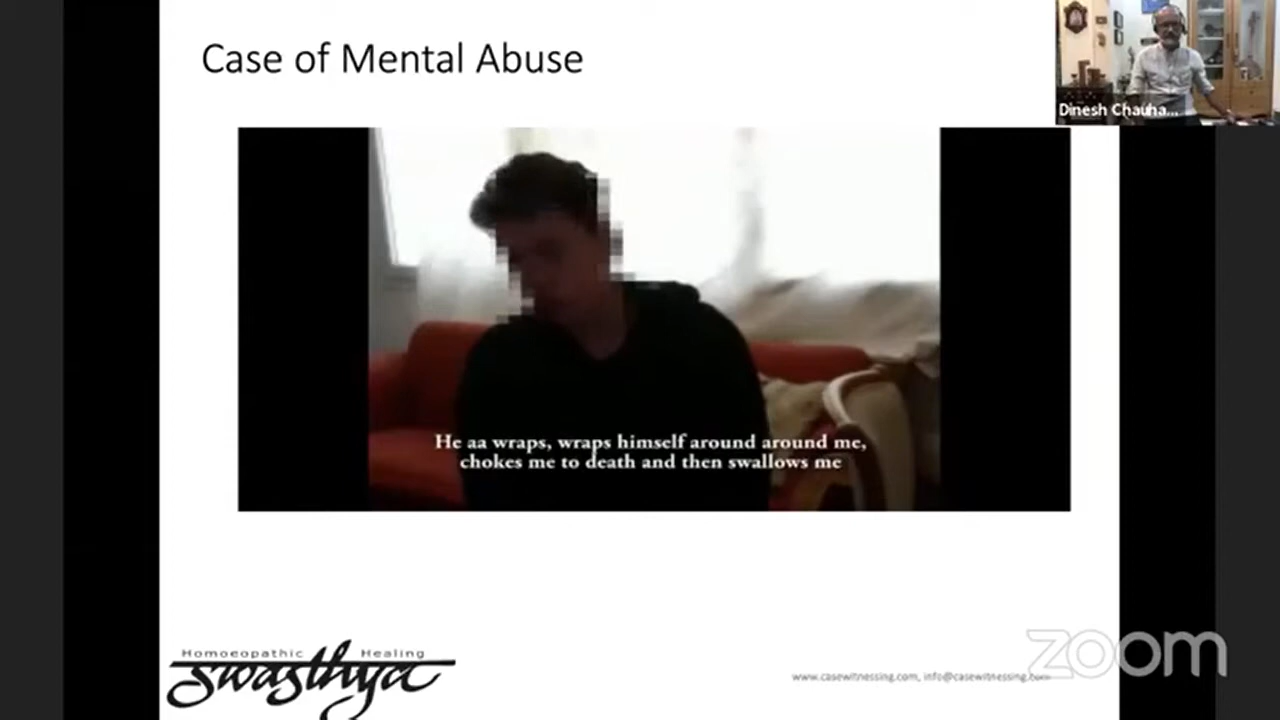 Case of Mental Abuse
Dinesh Chauha...
He aa wraps, wraps himself around around me,
chokes me to death and then swallows me
Homoeopathic Healing
swasthya
www.casewitnessing.com, info@casewitnessing.com
zoom